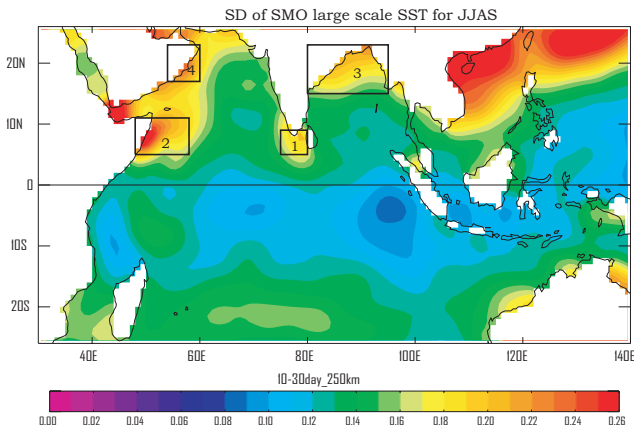 SD of SMO large scale SST for JJAS
20N
10N
0
10S
20S
4
3
2
1
40E 60E 80E 100E 120E 140E
10-30day_250km
0.00 0.02 0.04 0.06 0.08 0.10 0.12 0.14 0.16 0.18 0.20 0.22 0.24 0.26